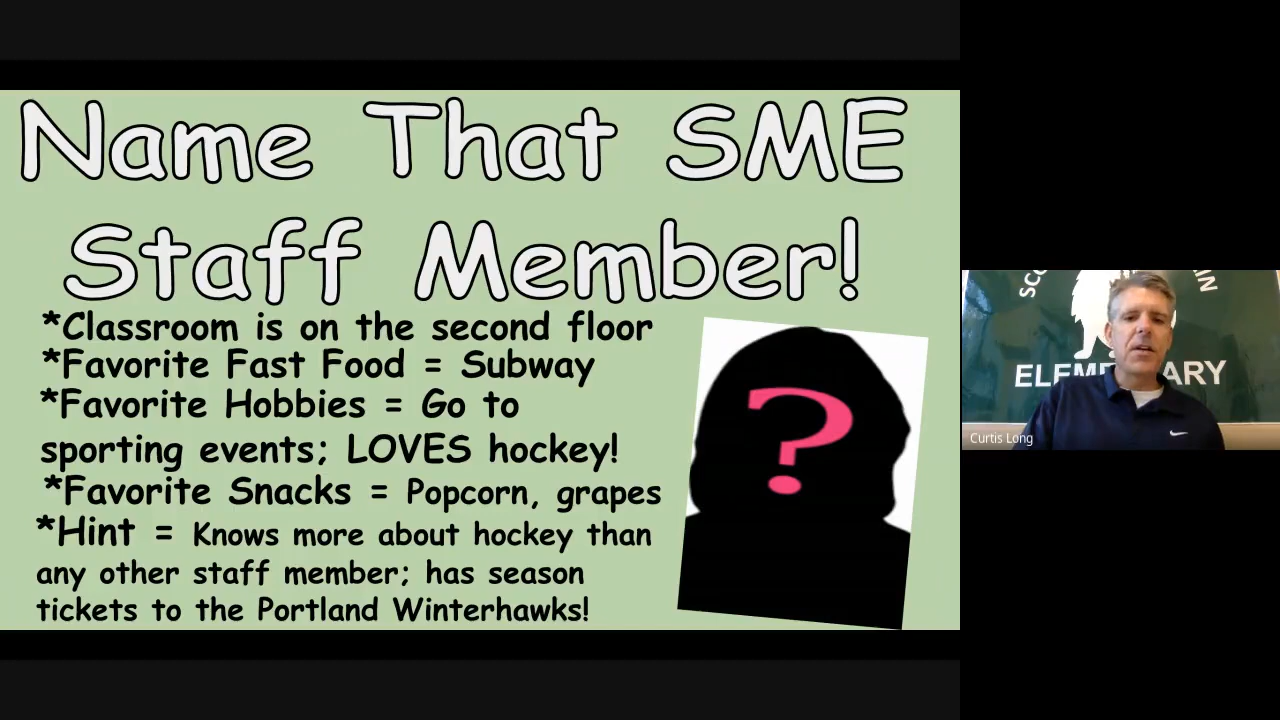 Name That SME
Staff Member!
*Classroom is on the second floor
*Favorite Fast Food = Subway
*Favorite Hobbies = Go to
sporting events; LOVES hockey!
*Favorite Snacks = Popcorn, grapes
*Hint = Knows more about hockey than
any other staff member; has season
tickets to the Portland Winterhawks!
?
Curtis Long